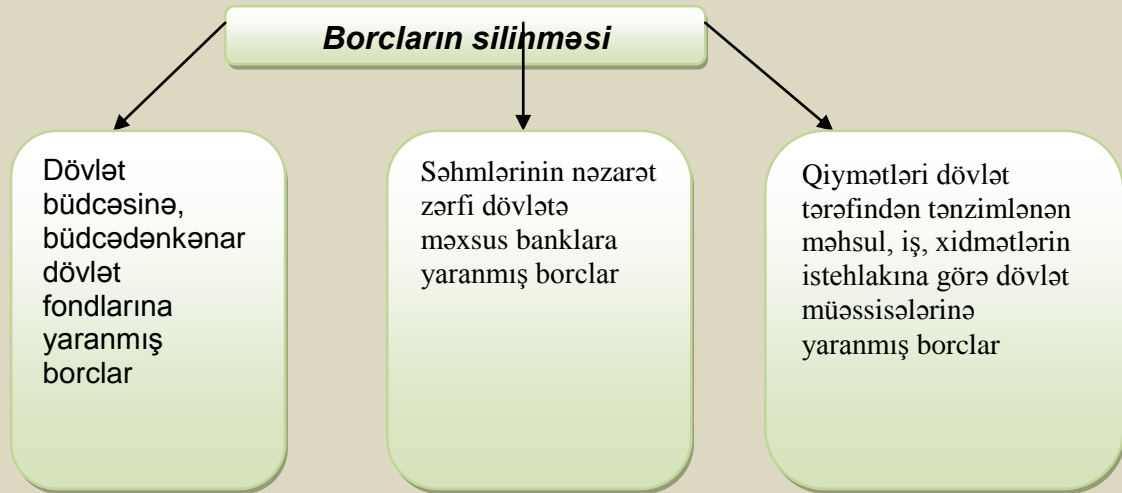 Borcların silinməsi
Dövlət
büdcəsinə,
büdcədənkənar
dövlət
fondlarına
yaranmış
borclar
Səhmlərinin nəzarət
zərfi dövlətə
məxsus banklara
yaranmış borclar
Qiymətləri dövlət
tərəfindən tənzimlənən
məhsul, iş, xidmətlərin
istehlakına görə dövlət
müəssisələrinə
yaranmış borclar